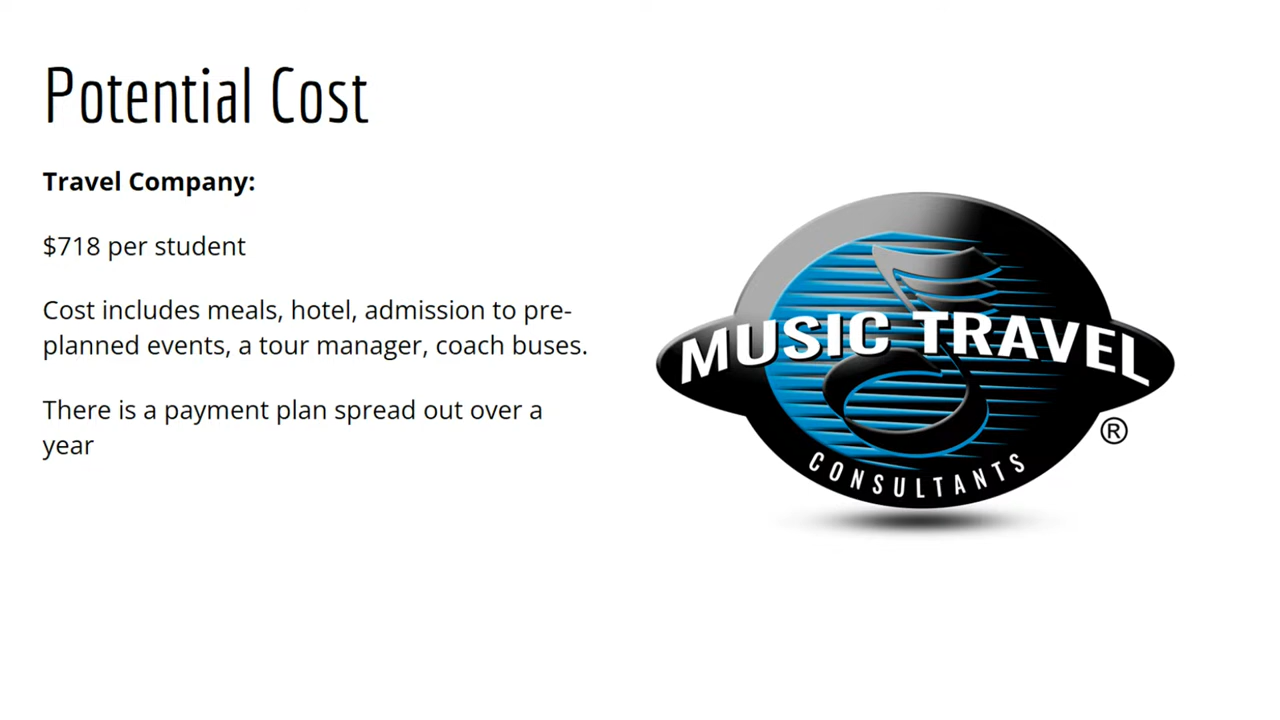 Potential Cost
Travel Company:
$718 per student
Cost includes meals, hotel, admission to pre-
planned events, a tour manager, coach buses.
There is a payment plan spread out over a
year
MUSIC TRAVEL
CONSULTANTS
®